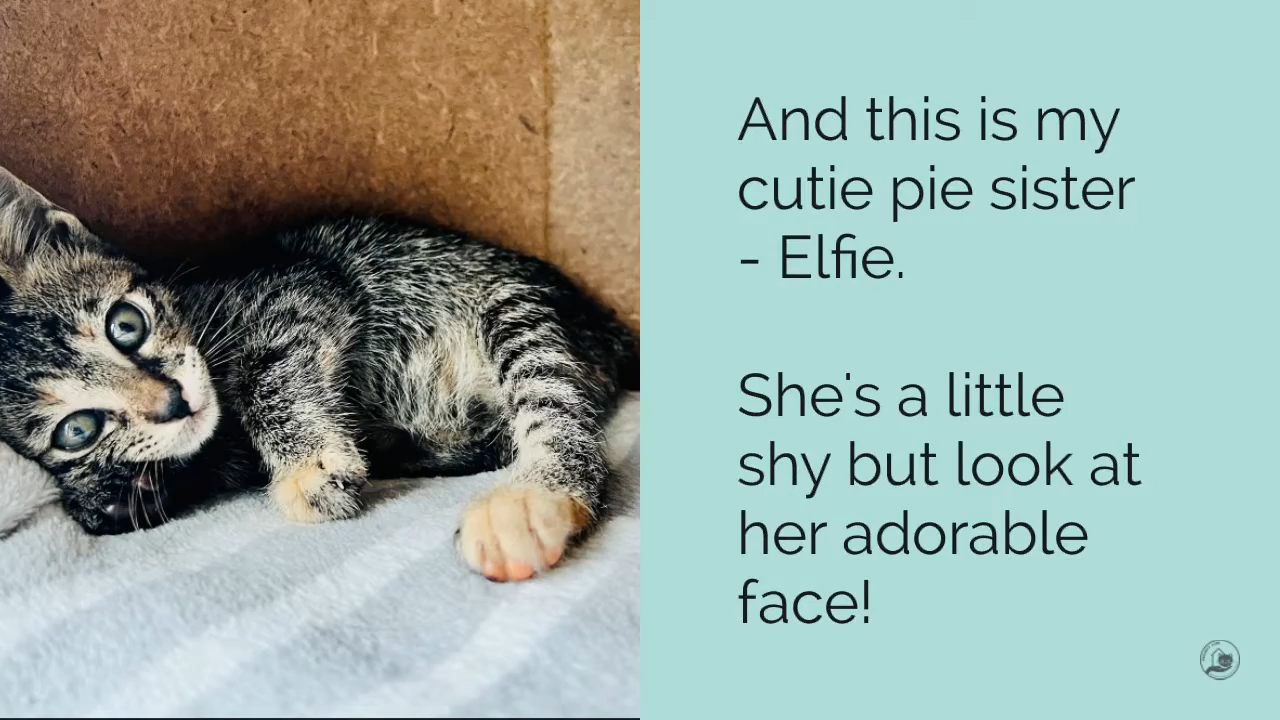 And this is my
cutie pie sister
- Elfie.
She's a little
shy but look at
her adorable
face!